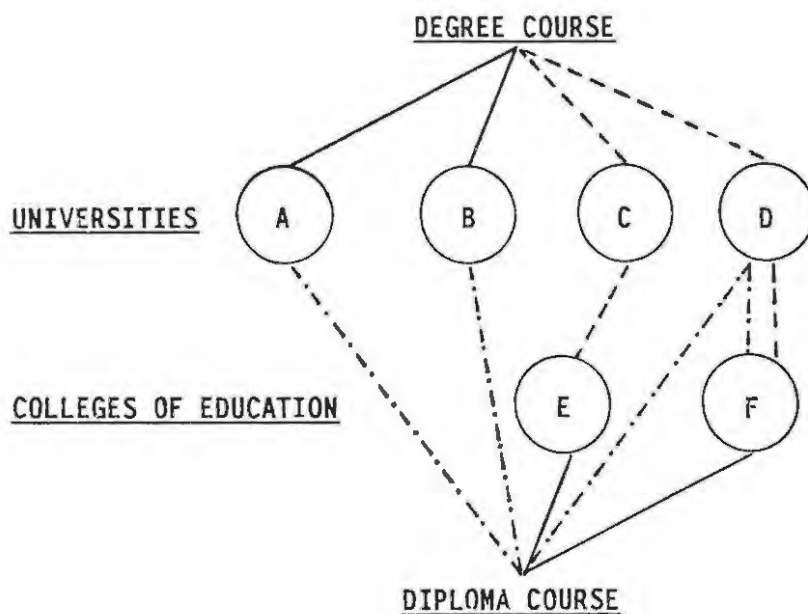 DEGREE COURSE
UNIVERSITIES A B C D
COLLEGES OF EDUCATION E F
DIPLOMA COURSE